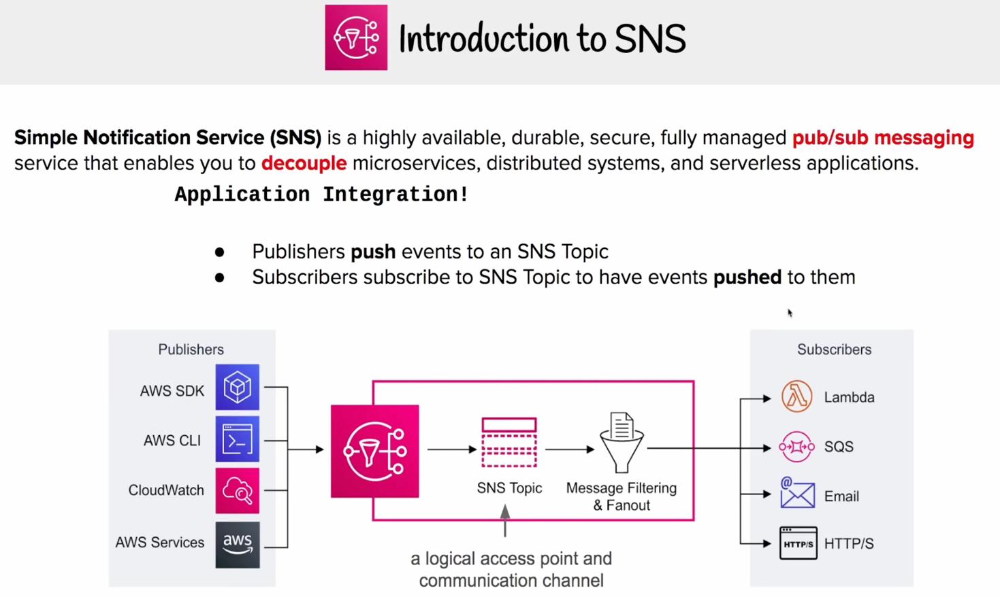 Introduction to SNS
Simple Notification Service (SNS) is a highly available, durable, secure, fully managed pub/sub messaging
service that enables you to decouple microservices, distributed systems, and serverless applications.
Application Integration!
● Publishers push events to an SNS Topic
● Subscribers subscribe to SNS Topic to have events pushed to them
Publishers
AWS SDK
AWS CLI
CloudWatch
AWS Services
aws
SNS Topic
Message Filtering
& Fanout
a logical access point and
communication channel
Subscribers
Lambda
SQS
@
Email
HTTP/S
HTTP/S